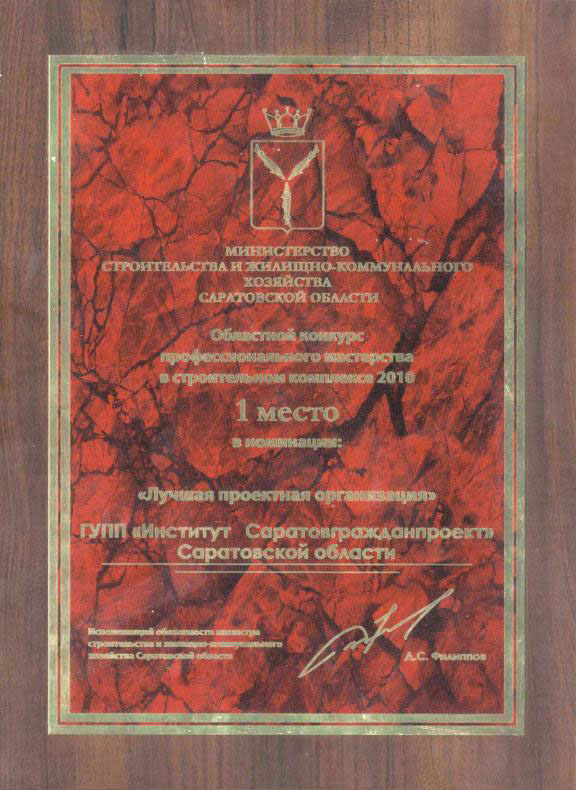 МИНИСТЕРСТВО
СТРОИТЕЛЬСТВА И ЖИЛИЩНО-КОММУНАЛЬНОГО
ХОЗЯЙСТВА
САРАТОВСКОЙ ОБЛАСТИ
Областной конкурс
профессионального мастерства
в строительном комплексе 2010
1 место
в номинации:
«Лучшая проектная организация»
ГУПП «Институт Саратовгражданпроект»
Саратовской области
Исполняющий обязанности министра
строительства и жилищно-коммунального
хозяйства Саратовской области
Д.С. Филиппов